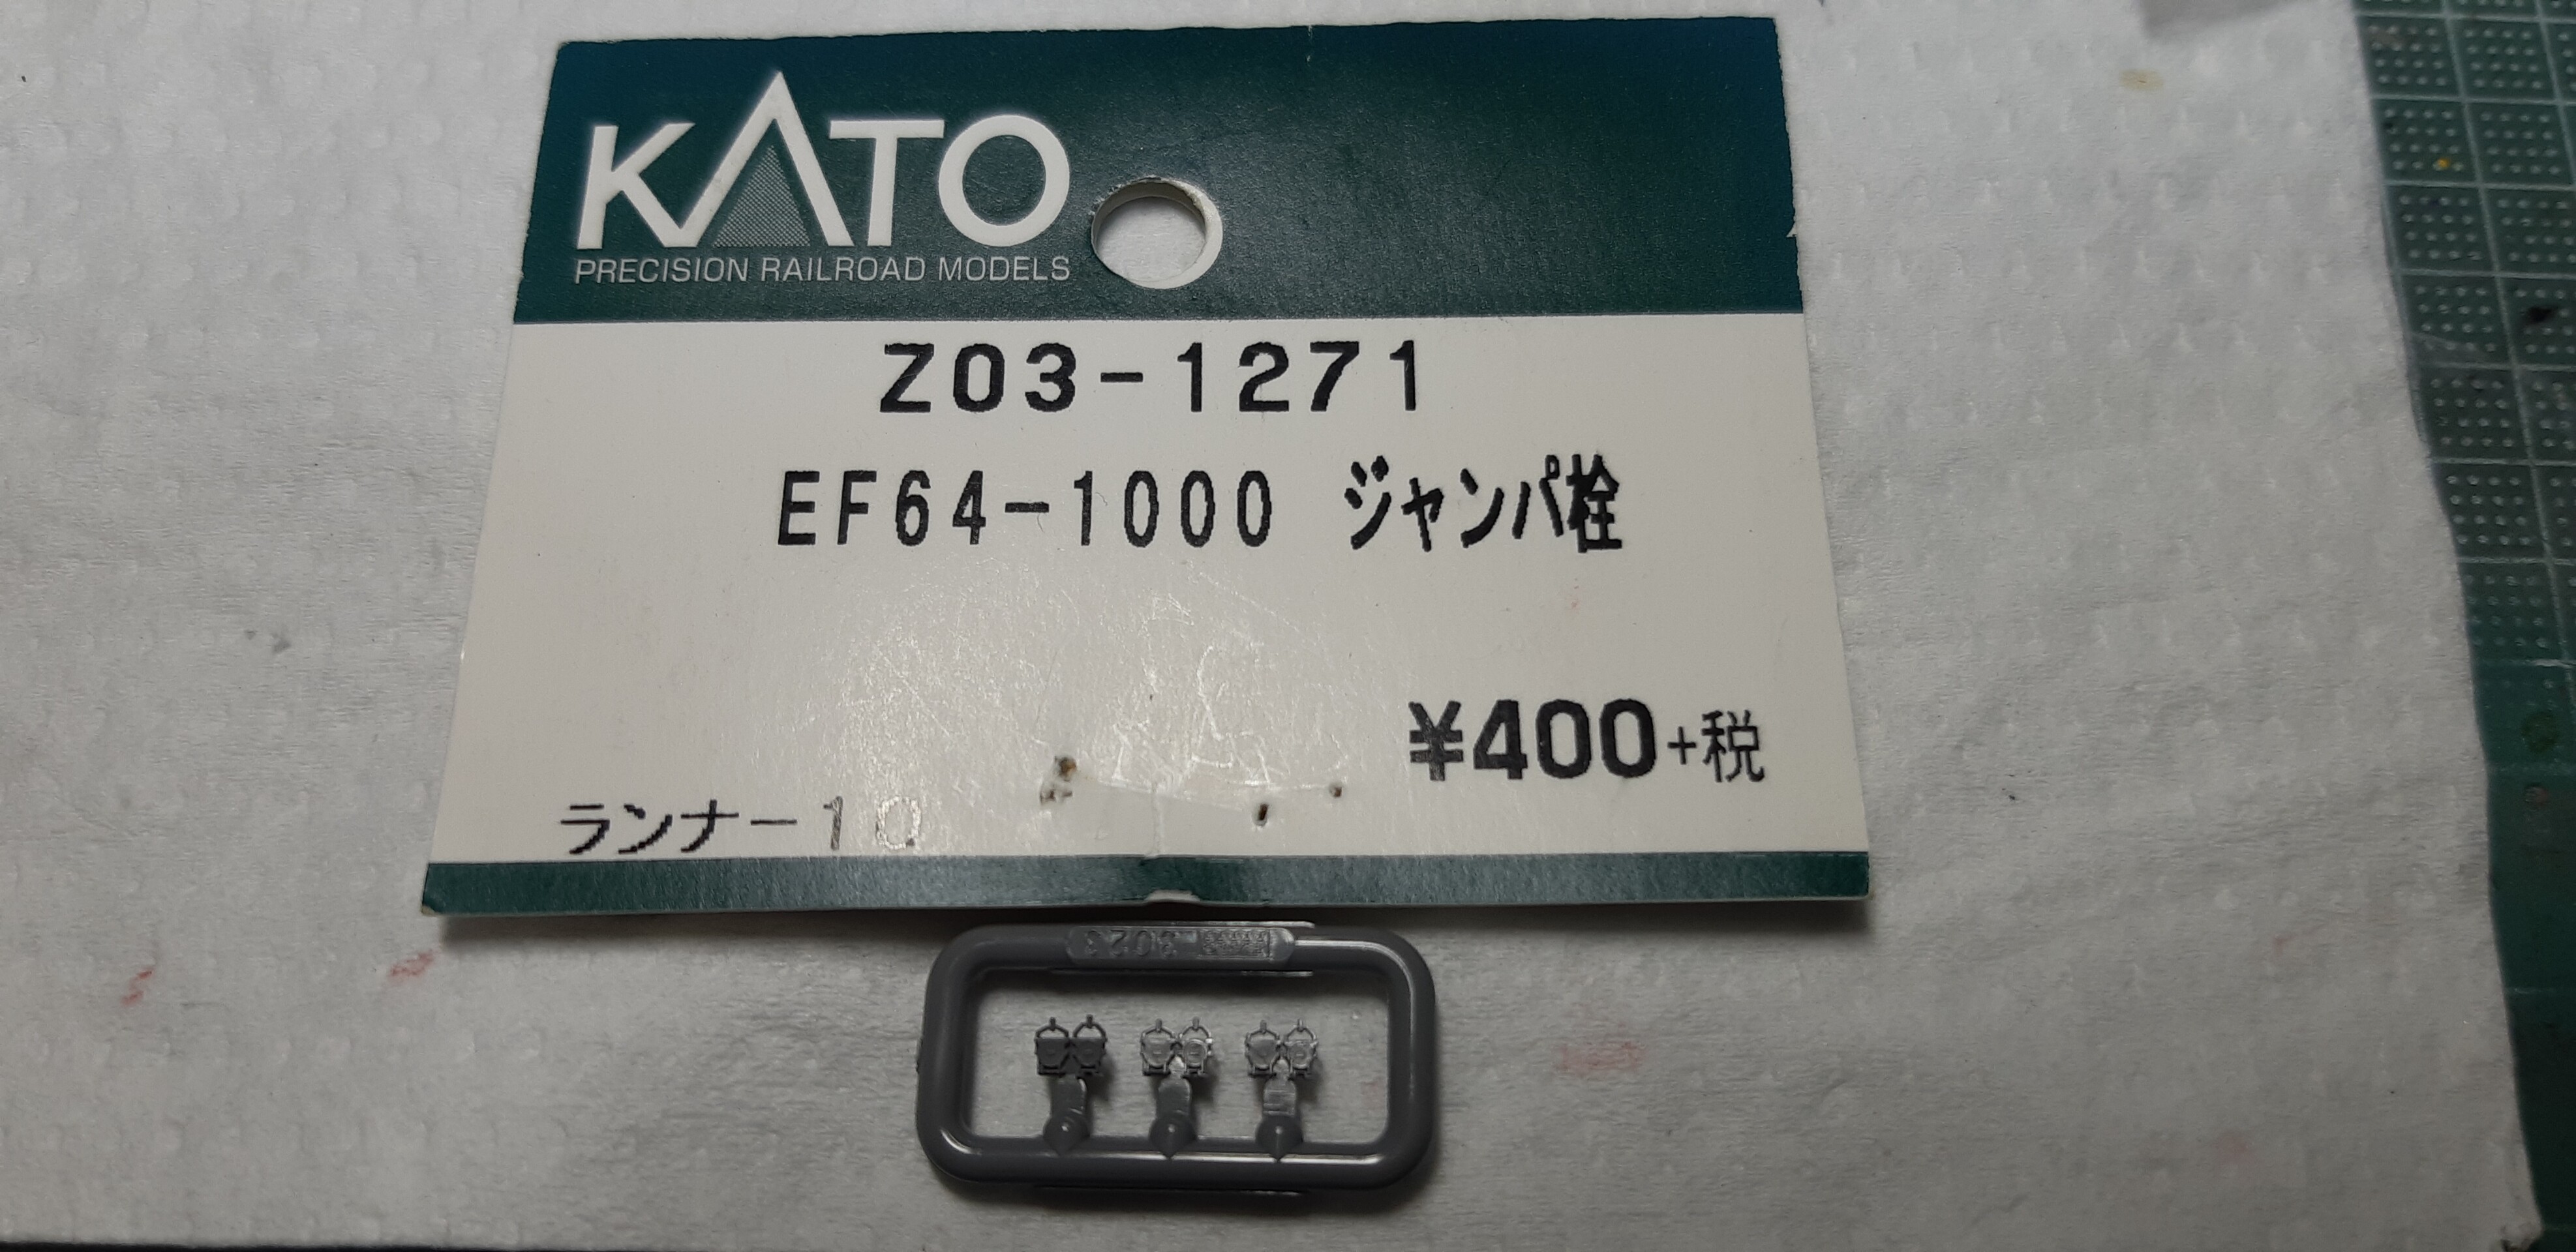 KATO
PRECISION RAILROAD MODELS
Z03-1271
EF64-1000 ジャンパ栓
¥400+税
ランナー10
3023